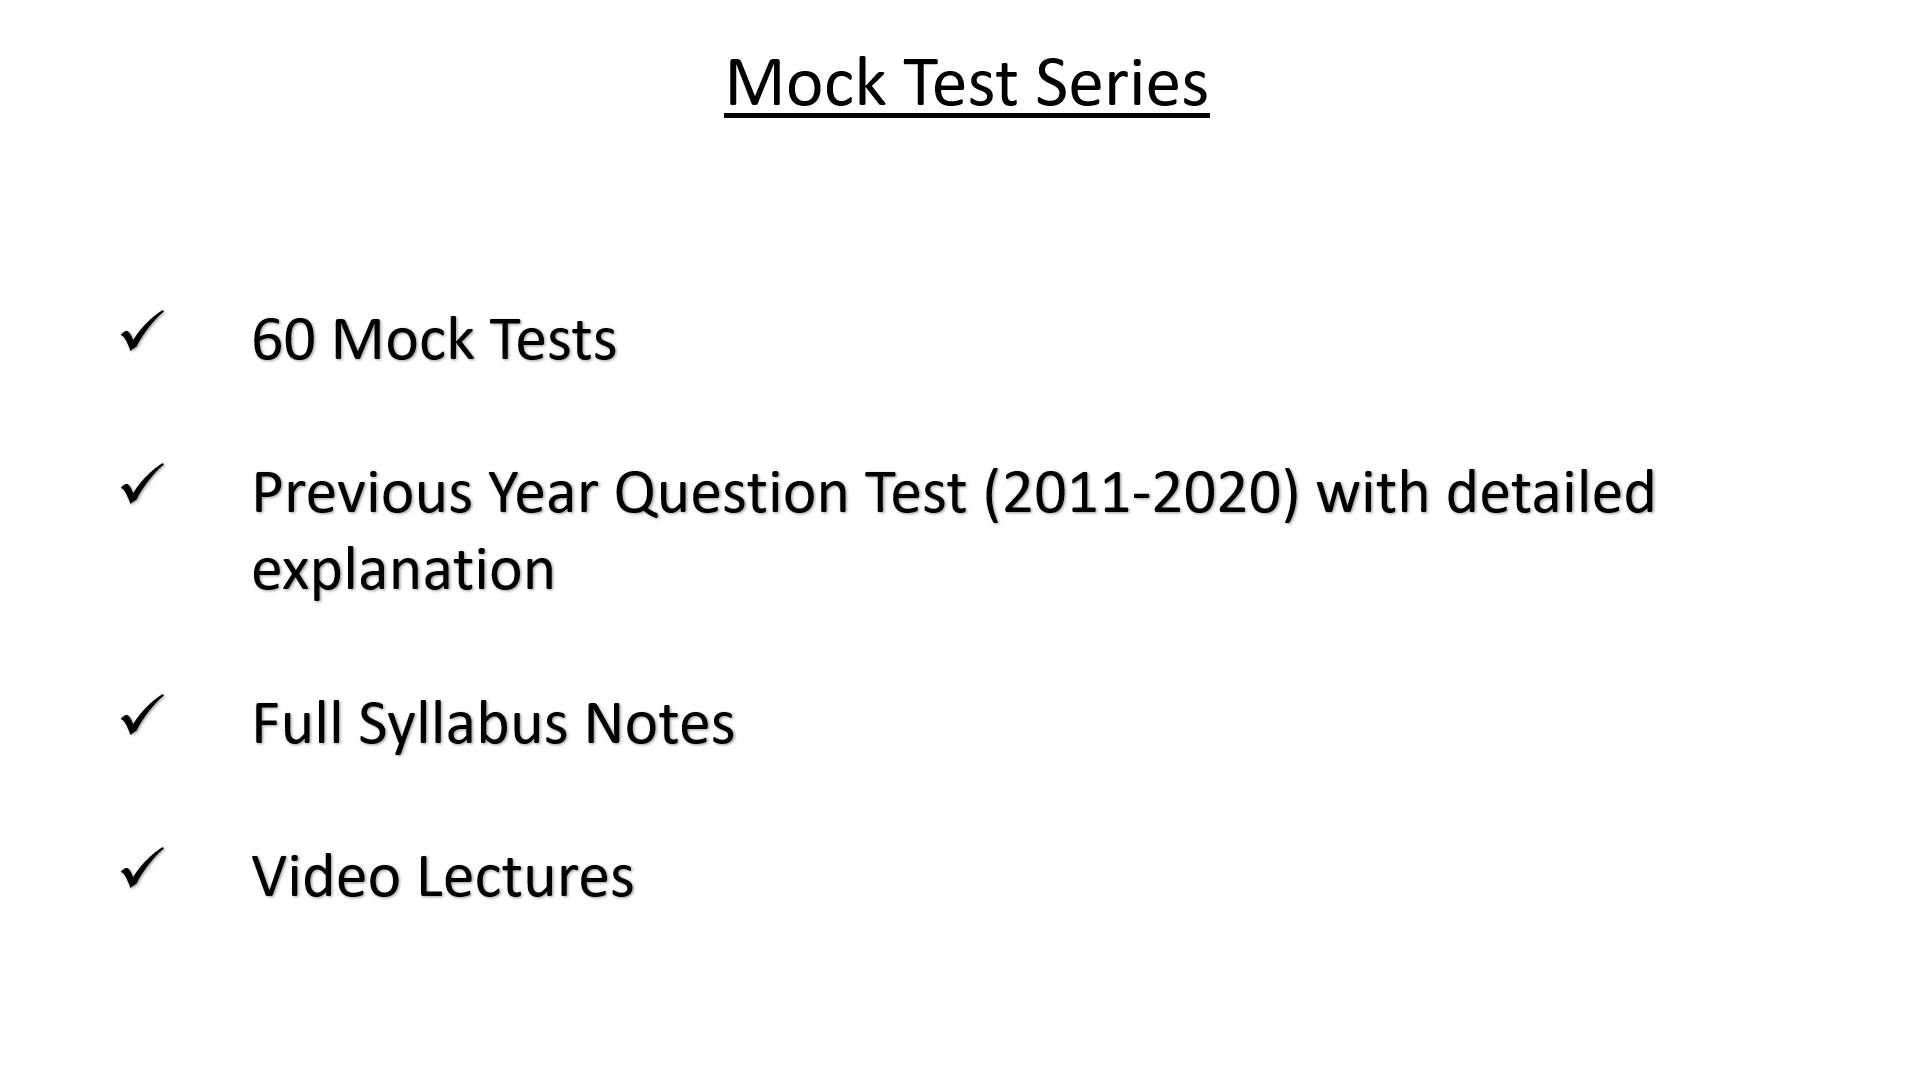 Mock Test Series
✓ 60 Mock Tests
✓ Previous Year Question Test (2011-2020) with detailed
explanation
✓ Full Syllabus Notes
✓ Video Lectures